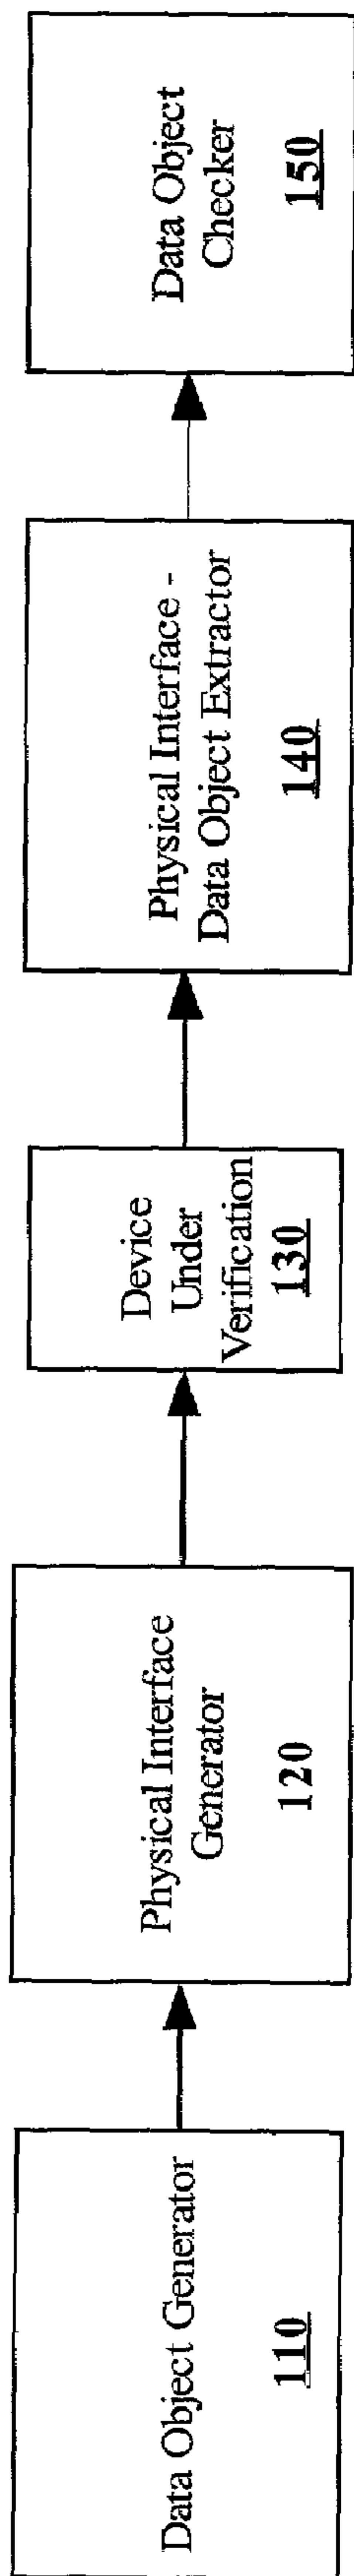 Data Object Generator
110
Physical Interface
Generator
120
Device
Under
Verification
130
Physical Interface -
Data Object Extractor
140
Data Object
Checker
150